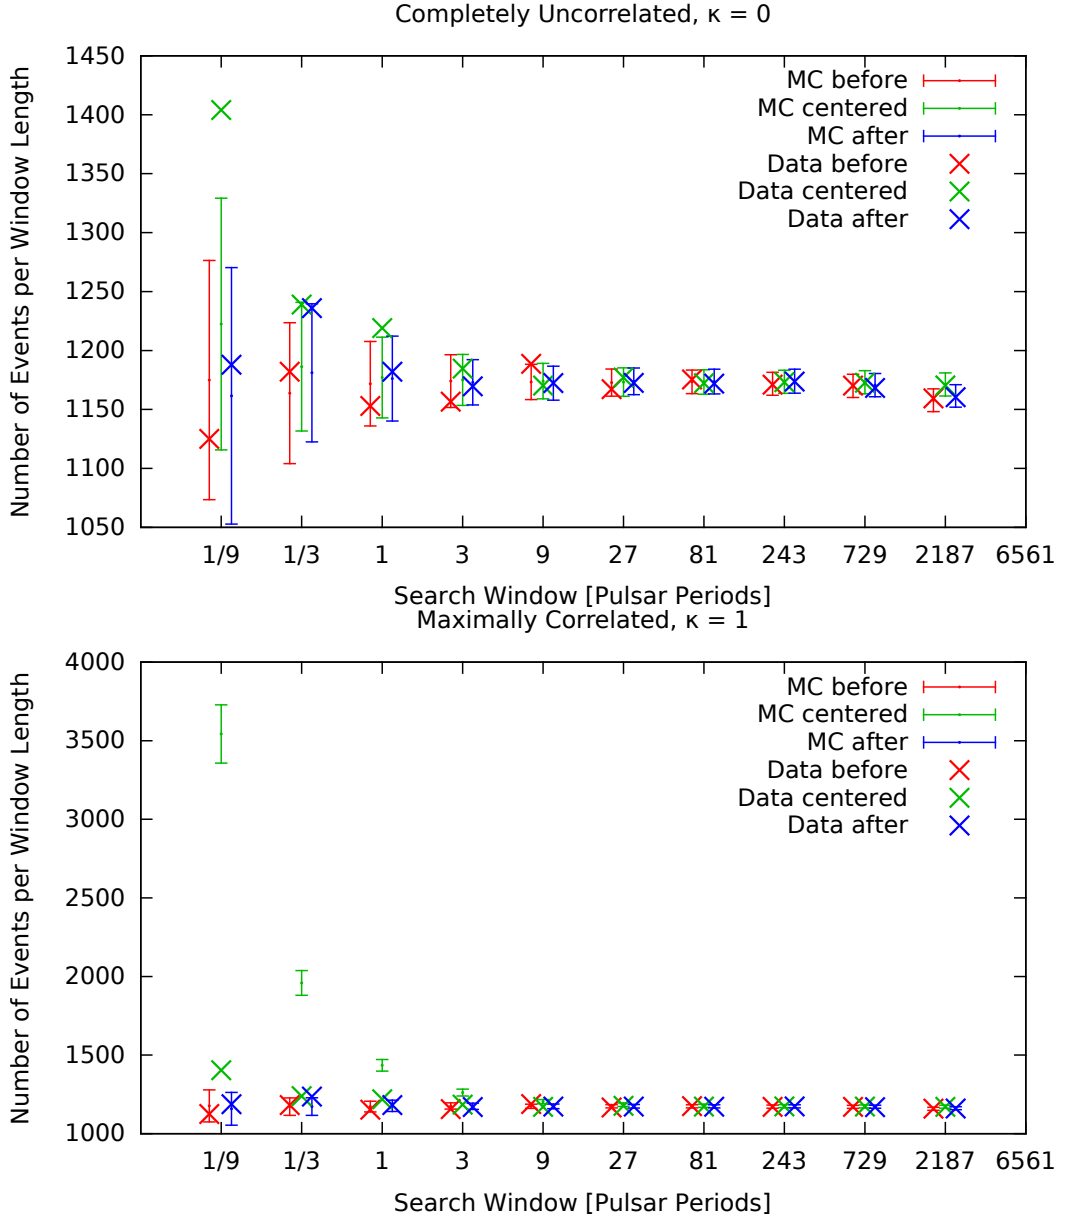 Completely Uncorrelated, κ = 0
Number of Events per Window Length
1450
1400
1350
1300
1250
1200
1150
1100
1050
MC before
MC centered
MC after
Data before
Data centered
Data after
1/9 1/3 1 3 9 27 81 243 729 2187 6561
Search Window [Pulsar Periods]
Maximally Correlated, κ = 1
Number of Events per Window Length
4000
3500
3000
2500
2000
1500
1000
MC before
MC centered
MC after
Data before
Data centered
Data after
1/9 1/3 1 3 9 27 81 243 729 2187 6561
Search Window [Pulsar Periods]